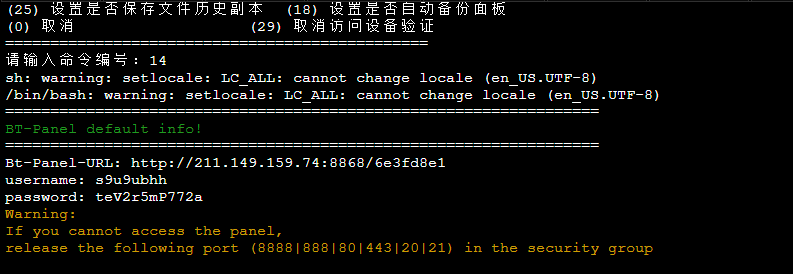 (25) 设置是否保存文件历史副本 (18) 设置是否自动备份面板
(0) 取消 (29) 取消访问设备验证
===============================================
请输入命令编号：14
sh: warning: setlocale: LC_ALL: cannot change locale (en_US.UTF-8)
/bin/bash: warning: setlocale: LC_ALL: cannot change locale (en_US.UTF-8)
==================================================================
BT-Panel default info!
==================================================================
Bt-Panel-URL: http://211.149.159.74:8868/6e3fd8e1
username: s9u9ubhh
password: teV2r5mP772a
Warning:
If you cannot access the panel,
release the following port (8888|888|80|443|20|21) in the security group